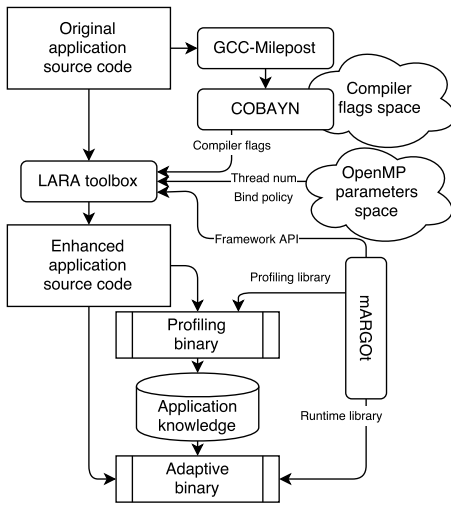 Original
application
source code
GCC-Milepost
COBAYN
Compiler
flags space
Compiler flags
LARA toolbox
Thread num
Bind policy
OpenMP
parameters
space
Framework API
Enhanced
application
source code
Profiling library
mARGOt
Profiling
binary
Application
knowledge
Runtime library
Adaptive
binary